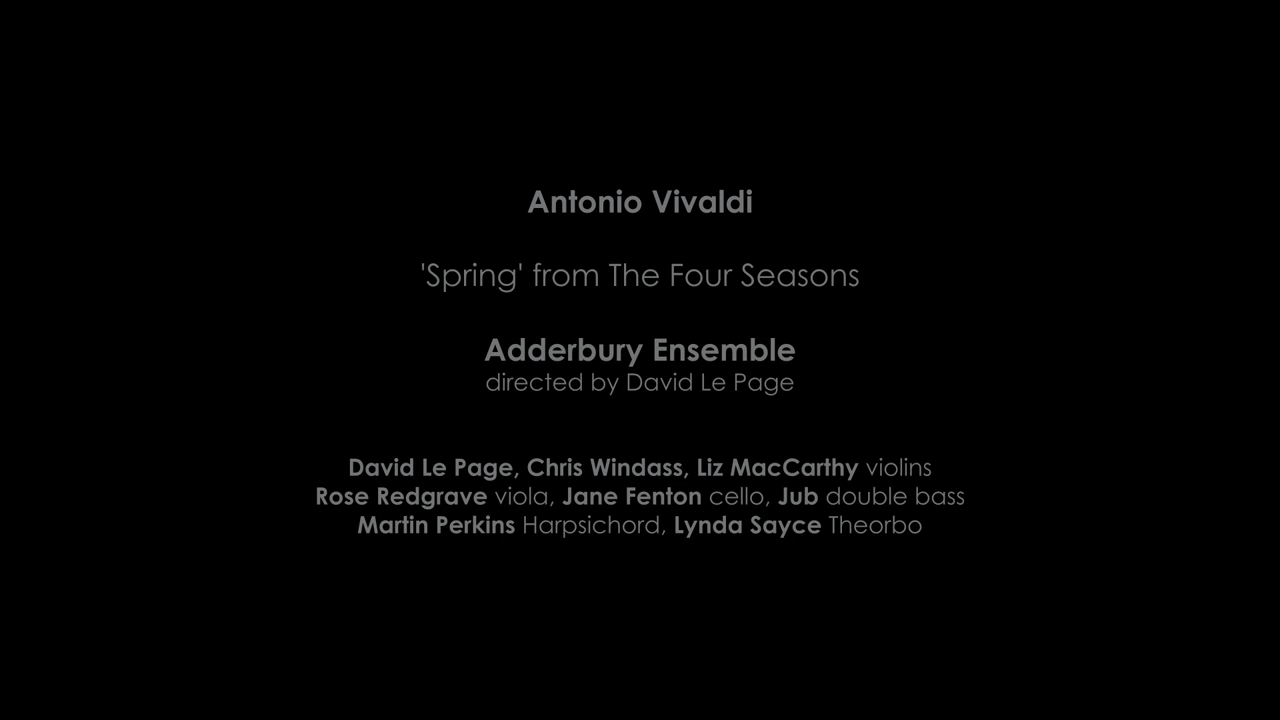 Antonio Vivaldi
'Spring' from The Four Seasons
Adderbury Ensemble
directed by David Le Page
David Le Page, Chris Windass, Liz MacCarthy violins
Rose Redgrave viola, Jane Fenton cello, Jub double bass
Martin Perkins Harpsichord, Lynda Sayce Theorbo